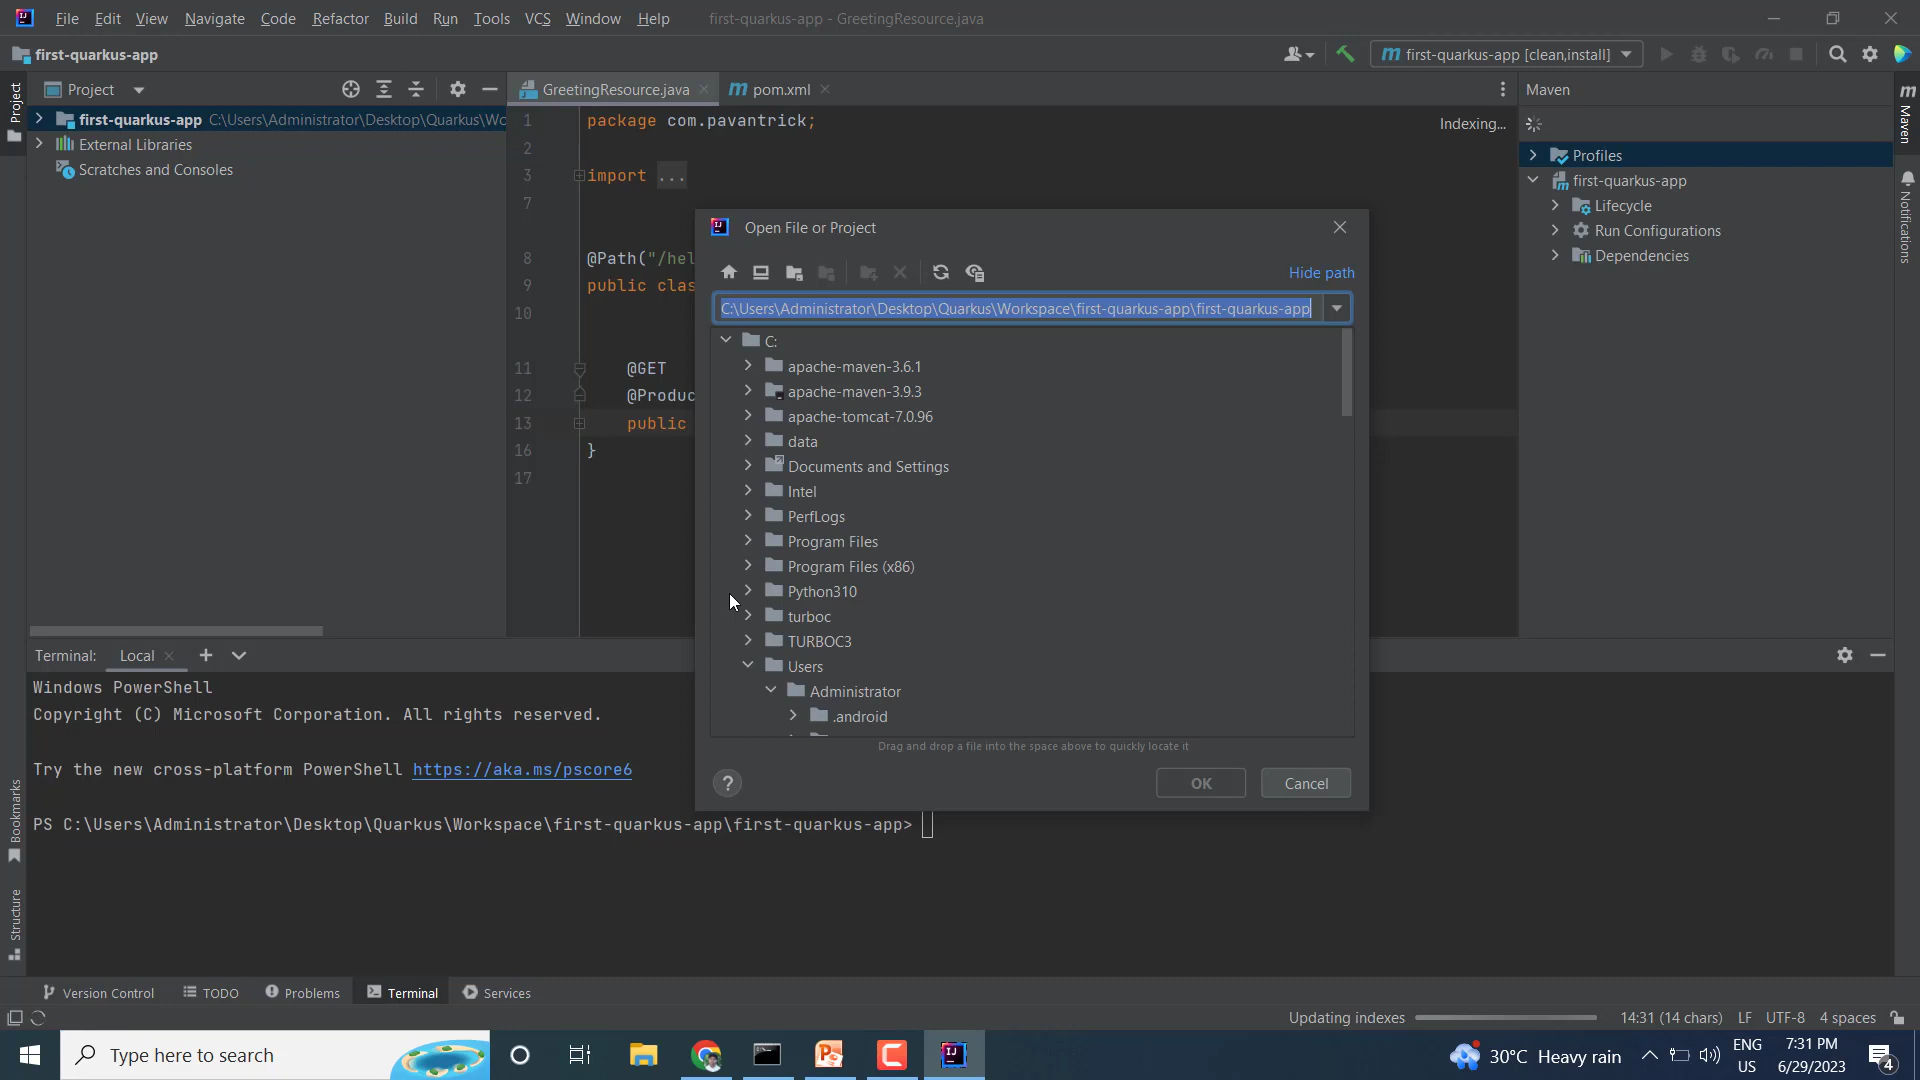 File Edit View Navigate Code Refactor Build Run Tools VCS Window Help first-quarkus-app - GreetingResource.java
first-quarkus-app
first-quarkus-app [clean,install]
Project
Project
GreetingResource.java
pom.xml
Maven
Maven
Notifications
first-quarkus-app C:\Users\Administrator\Desktop\Quarkus\Wo
External Libraries
Scratches and Consoles
1 package com.pavantrick;
2
3 import ...
7
8 @Path("/hel
9 public clas
10
11 @GET
12 @Produc
13 public
16 }
17
Indexing...
Profiles
first-quarkus-app
Lifecycle
Run Configurations
Dependencies
Open File or Project
Hide path
C:\Users\Administrator\Desktop\Quarkus\Workspace\first-quarkus-app\first-quarkus-app
C:
apache-maven-3.6.1
apache-maven-3.9.3
apache-tomcat-7.0.96
data
Documents and Settings
Intel
PerfLogs
Program Files
Program Files (x86)
Python310
turboc
TURBOC3
Users
Administrator
.android
Drag and drop a file into the space above to quickly locate it
?
OK
Cancel
Terminal: Local
Windows PowerShell
Copyright (C) Microsoft Corporation. All rights reserved.
Try the new cross-platform PowerShell https://aka.ms/pscore6
PS C:\Users\Administrator\Desktop\Quarkus\Workspace\first-quarkus-app\first-quarkus-app>
Bookmarks
Structure
Version Control TODO Problems Terminal Services
Updating indexes 14:31 (14 chars) LF UTF-8 4 spaces
Type here to search
30°C Heavy rain
ENG
US
7:31 PM
6/29/2023
4